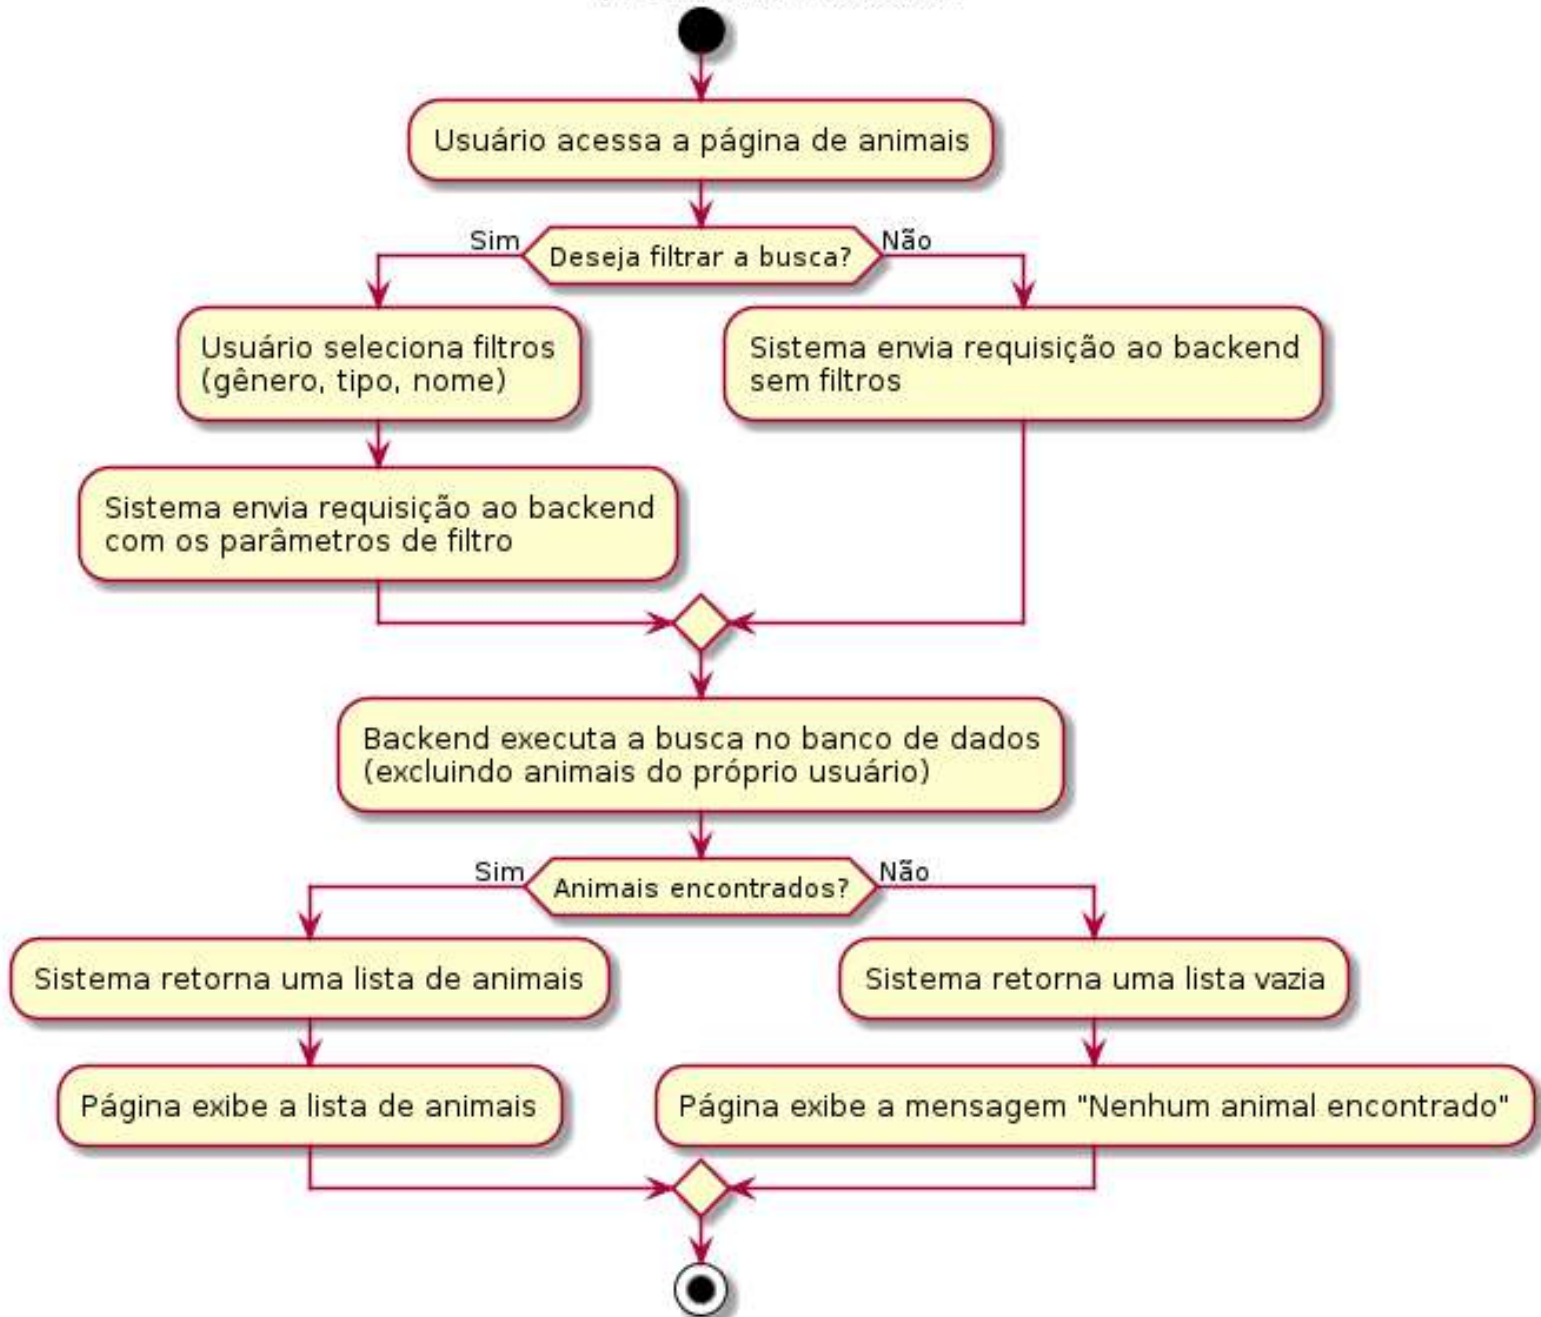 Usuário acessa a página de animais
Sim
Deseja filtrar a busca?
Não
Usuário seleciona filtros
(gênero, tipo, nome)
Sistema envia requisição ao backend
sem filtros
Sistema envia requisição ao backend
com os parâmetros de filtro
Backend executa a busca no banco de dados
(excluindo animais do próprio usuário)
Sim
Animais encontrados?
Não
Sistema retorna uma lista de animais
Sistema retorna uma lista vazia
Página exibe a lista de animais
Página exibe a mensagem "Nenhum animal encontrado"